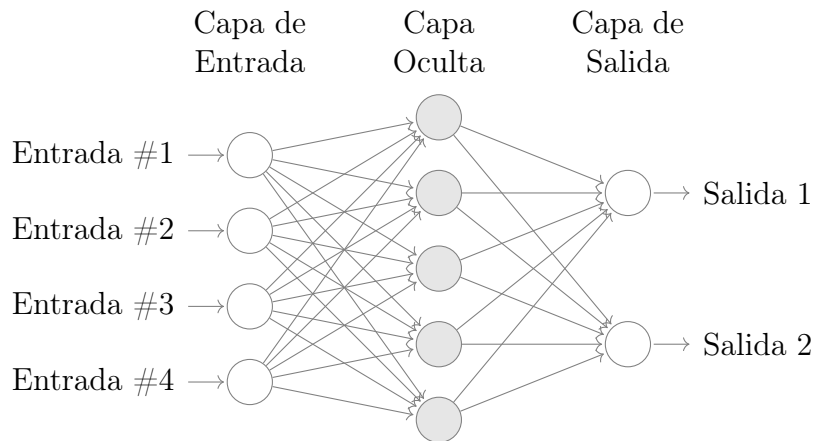 Capa de
Entrada
Capa
Oculta
Capa de
Salida
Entrada #1
Entrada #2
Entrada #3
Entrada #4
Salida 1
Salida 2